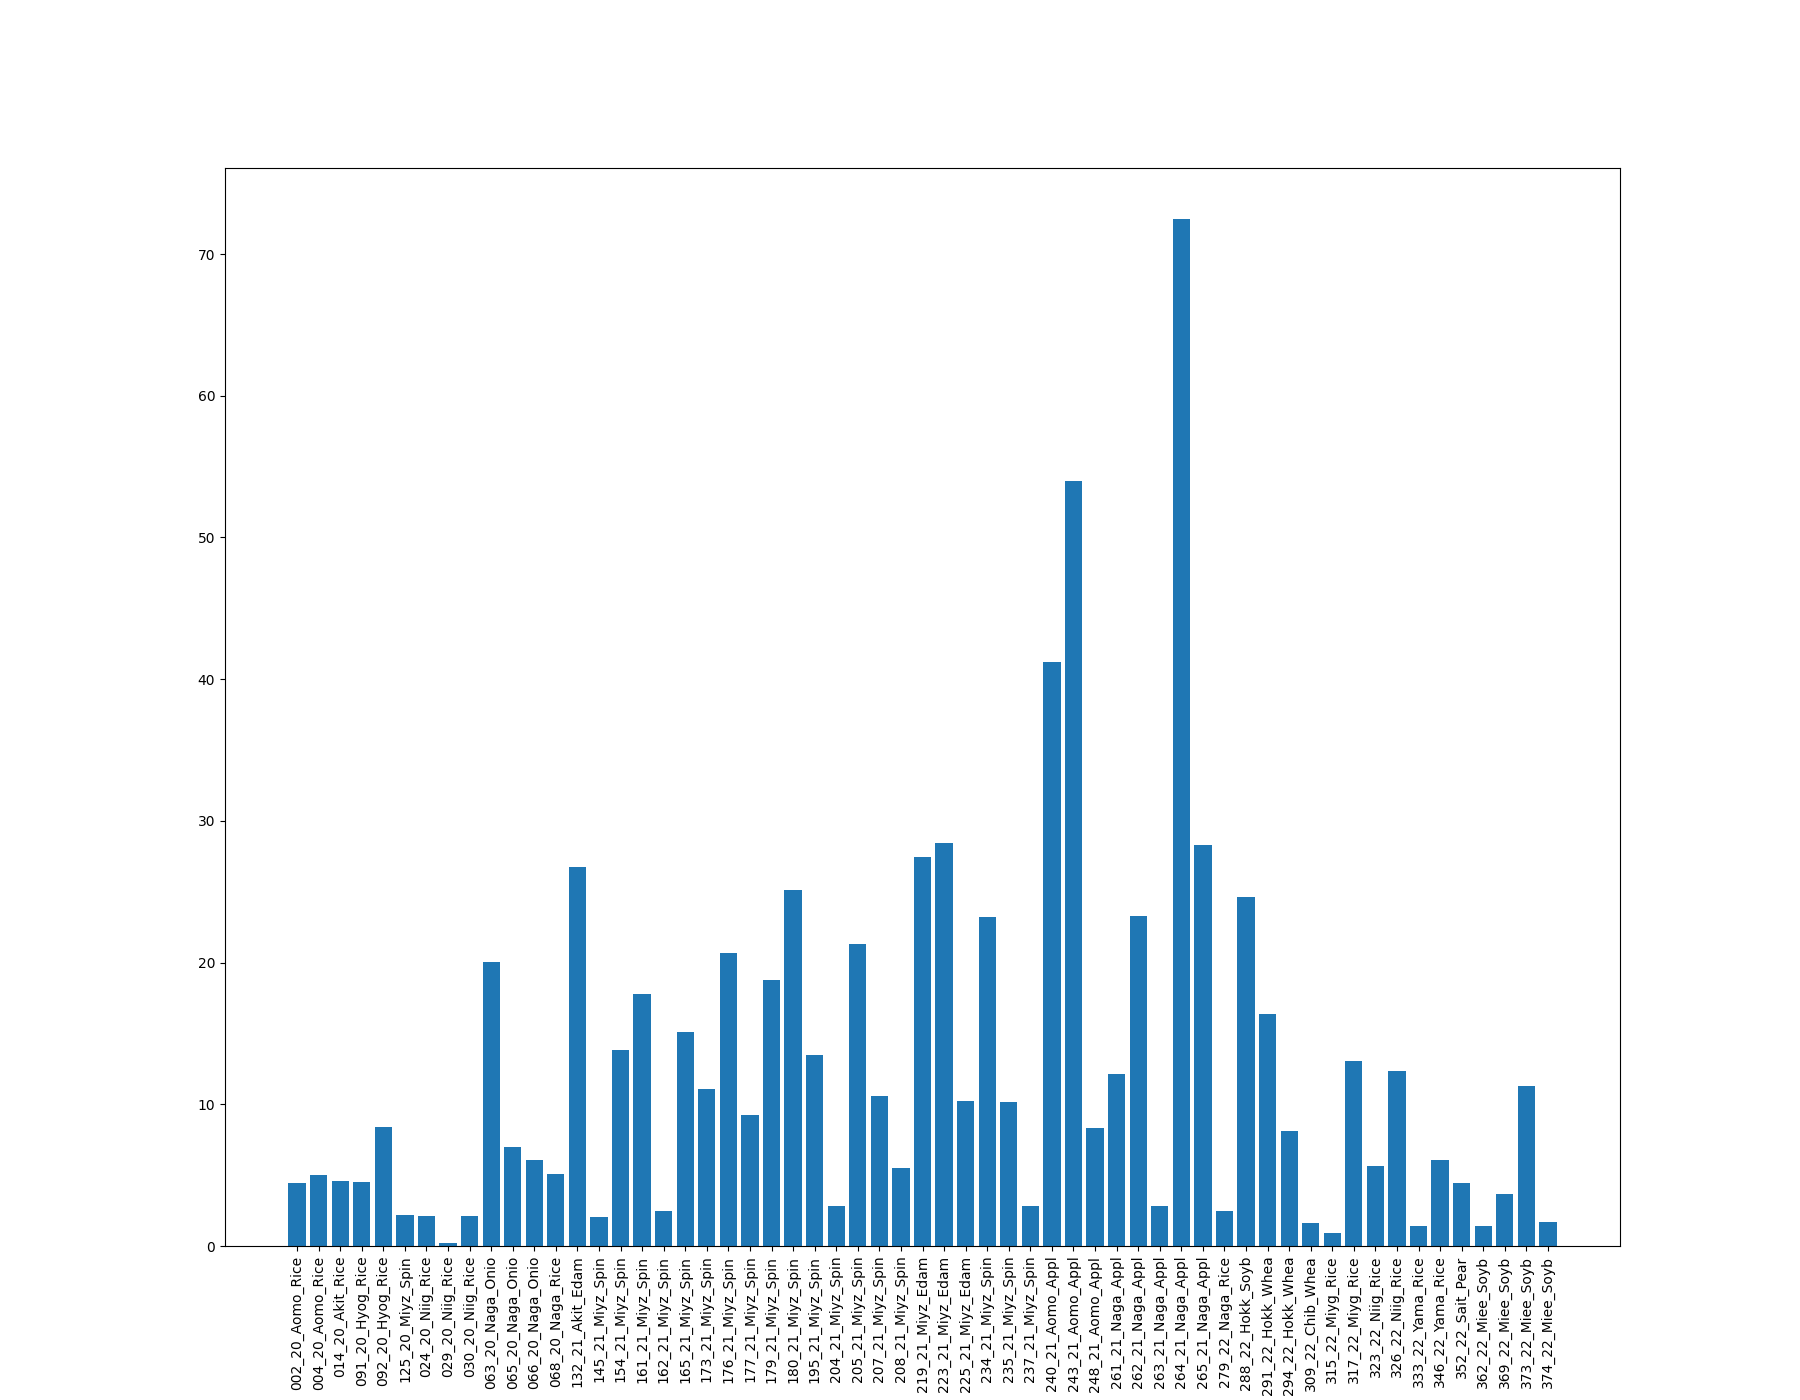 70
60
50
40
30
20
10
0
002_20_Aomo_Rice
004_20_Aomo_Rice
014_20_Akit_Rice
091_20_Hyog_Rice
092_20_Hyog_Rice
125_20_Miyz_Spin
024_20_Niig_Rice
029_20_Niig_Rice
030_20_Niig_Rice
063_20_Naga_Onio
065_20_Naga_Onio
066_20_Naga_Onio
068_20_Naga_Rice
132_21_Akit_Edam
145_21_Miyz_Spin
154_21_Miyz_Spin
161_21_Miyz_Spin
162_21_Miyz_Spin
165_21_Miyz_Spin
173_21_Miyz_Spin
176_21_Miyz_Spin
177_21_Miyz_Spin
179_21_Miyz_Spin
180_21_Miyz_Spin
195_21_Miyz_Spin
204_21_Miyz_Spin
205_21_Miyz_Spin
207_21_Miyz_Spin
208_21_Miyz_Spin
219_21_Miyz_Edam
223_21_Miyz_Edam
225_21_Miyz_Edam
234_21_Miyz_Spin
235_21_Miyz_Spin
237_21_Miyz_Spin
240_21_Aomo_Appl
243_21_Aomo_Appl
248_21_Aomo_Appl
261_21_Naga_Appl
262_21_Naga_Appl
263_21_Naga_Appl
264_21_Naga_Appl
265_21_Naga_Appl
279_22_Naga_Rice
288_22_Hokk_Soyb
291_22_Hokk_Whea
294_22_Hokk_Whea
309_22_Chib_Whea
315_22_Miyg_Rice
317_22_Miyg_Rice
323_22_Niig_Rice
326_22_Niig_Rice
333_22_Yama_Rice
346_22_Yama_Rice
352_22_Sait_Pear
362_22_Miee_Soyb
369_22_Miee_Soyb
373_22_Miee_Soyb
374_22_Miee_Soyb